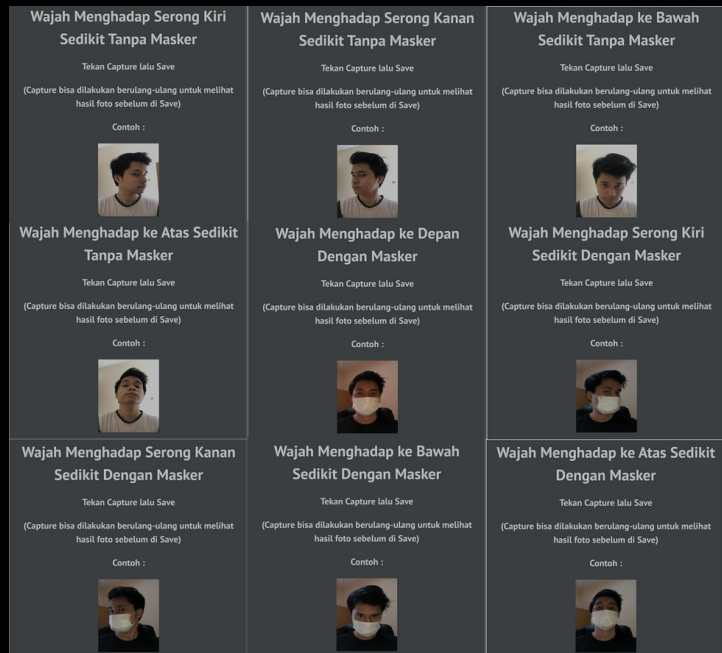 Wajah Menghadap Serong Kiri
Sedikit Tanpa Masker
Tekan Capture lalu Save
(Capture bisa dilakukan berulang-ulang untuk melihat
hasil foto sebelum di Save)
Contoh :
Wajah Menghadap Serong Kanan
Sedikit Tanpa Masker
Tekan Capture lalu Save
(Capture bisa dilakukan berulang-ulang untuk melihat
hasil foto sebelum di Save)
Contoh :
Wajah Menghadap ke Bawah
Sedikit Tanpa Masker
Tekan Capture lalu Save
(Capture bisa dilakukan berulang-ulang untuk melihat
hasil foto sebelum di Save)
Contoh :
Wajah Menghadap ke Atas Sedikit
Tanpa Masker
Tekan Capture lalu Save
(Capture bisa dilakukan berulang-ulang untuk melihat
hasil foto sebelum di Save)
Contoh :
Wajah Menghadap ke Depan
Dengan Masker
Tekan Capture lalu Save
(Capture bisa dilakukan berulang-ulang untuk melihat
hasil foto sebelum di Save)
Contoh :
Wajah Menghadap Serong Kiri
Sedikit Dengan Masker
Tekan Capture lalu Save
(Capture bisa dilakukan berulang-ulang untuk melihat
hasil foto sebelum di Save)
Contoh :
Wajah Menghadap Serong Kanan
Sedikit Dengan Masker
Tekan Capture lalu Save
(Capture bisa dilakukan berulang-ulang untuk melihat
hasil foto sebelum di Save)
Contoh :
Wajah Menghadap ke Bawah
Sedikit Dengan Masker
Tekan Capture lalu Save
(Capture bisa dilakukan berulang-ulang untuk melihat
hasil foto sebelum di Save)
Contoh :
Wajah Menghadap ke Atas Sedikit
Dengan Masker
Tekan Capture lalu Save
(Capture bisa dilakukan berulang-ulang untuk melihat
hasil foto sebelum di Save)
Contoh :